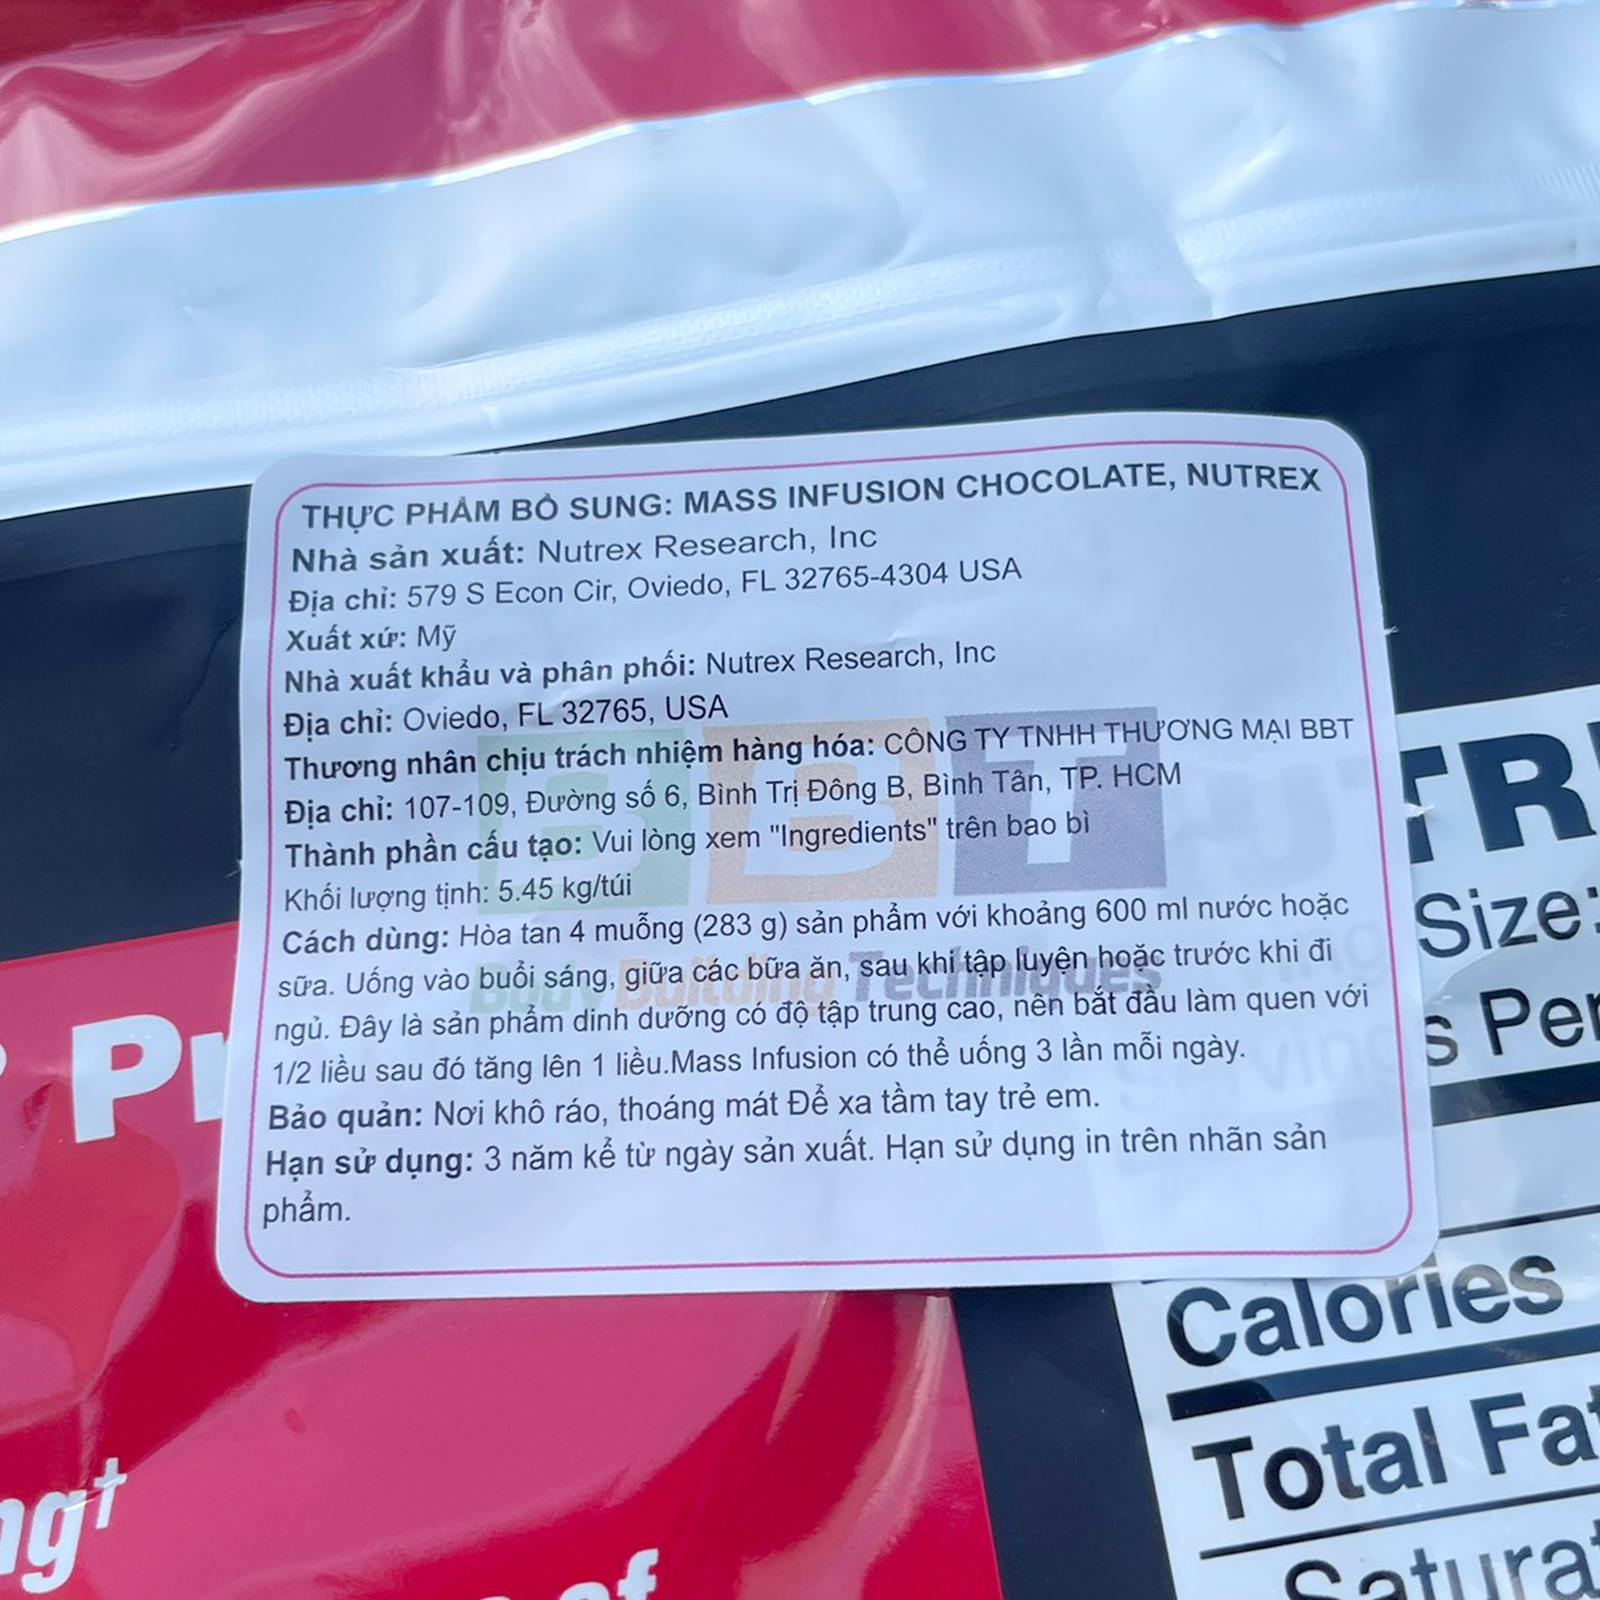 THỰC PHẨM BỔ SUNG: MASS INFUSION CHOCOLATE, NUTREX
Nhà sản xuất: Nutrex Research, Inc
Địa chỉ: 579 S Econ Cir, Oviedo, FL 32765-4304 USA
Xuất xứ: Mỹ
Nhà xuất khẩu và phân phối: Nutrex Research, Inc
Địa chỉ: Oviedo, FL 32765, USA
Thương nhân chịu trách nhiệm hàng hóa: CÔNG TY TNHH THƯƠNG MẠI BBT
Địa chỉ: 107-109, Đường số 6, Bình Trị Đông B, Bình Tân, TP. HCM
Thành phần cấu tạo: Vui lòng xem "Ingredients" trên bao bì
Khối lượng tịnh: 5.45 kg/túi
Cách dùng: Hòa tan 4 muỗng (283 g) sản phẩm với khoảng 600 ml nước hoặc
sữa. Uống vào buổi sáng, giữa các bữa ăn, sau khi tập luyện hoặc trước khi đi
ngủ. Đây là sản phẩm dinh dưỡng có độ tập trung cao, nên bắt đầu làm quen với
1/2 liều sau đó tăng lên 1 liều.Mass Infusion có thể uống 3 lần mỗi ngày.
Bảo quản: Nơi khô ráo, thoáng mát Để xa tầm tay trẻ em.
Hạn sử dụng: 3 năm kể từ ngày sản xuất. Hạn sử dụng in trên nhãn sản
phẩm.
BBT
Body Building Techniques
Size:
s Per
Calories
Total Fat
of